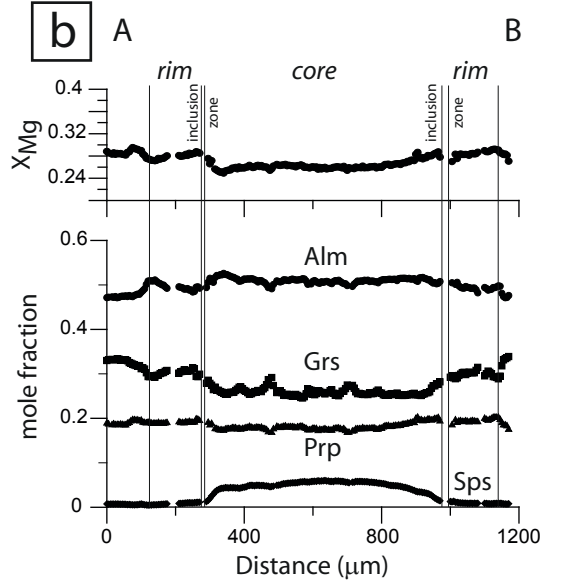 b A B
rim core rim
inclusion zone inclusion zone
0.4
0.32
0.24
XMg
0.6
0.4
0.2
0
mole fraction
Alm
Grs
Prp
Sps
0 400 800 1200
Distance (μm)